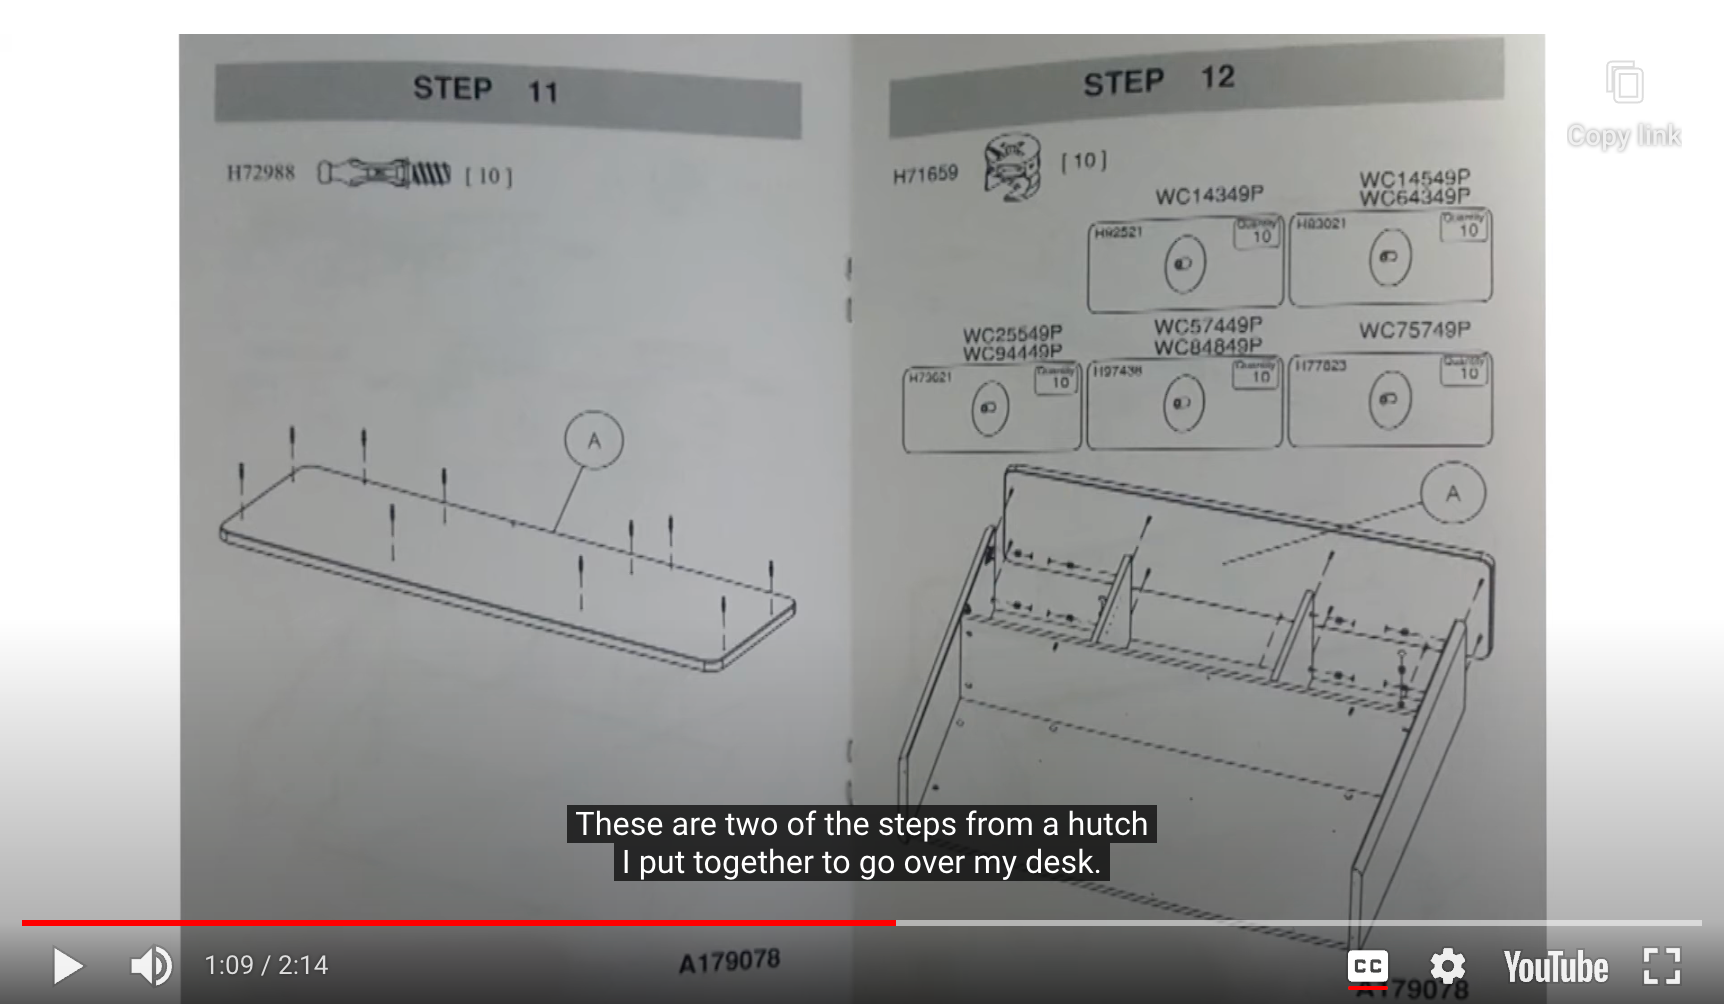 STEP 11
H72988 [ 10 ]
A
A179078
STEP 12
H71659 [ 10 ]
WC14349P
H92521 Quantity 10
WC14549P
WC64349P
H83021 Quantity 10
WC25549P
WC94449P
H73621 Quantity 10
WC57449P
WC84849P
H97438 Quantity 10
WC75749P
H77823 Quantity 10
A
A179078
Copy link
These are two of the steps from a hutch
I put together to go over my desk.
1:09 / 2:14
CC
YouTube